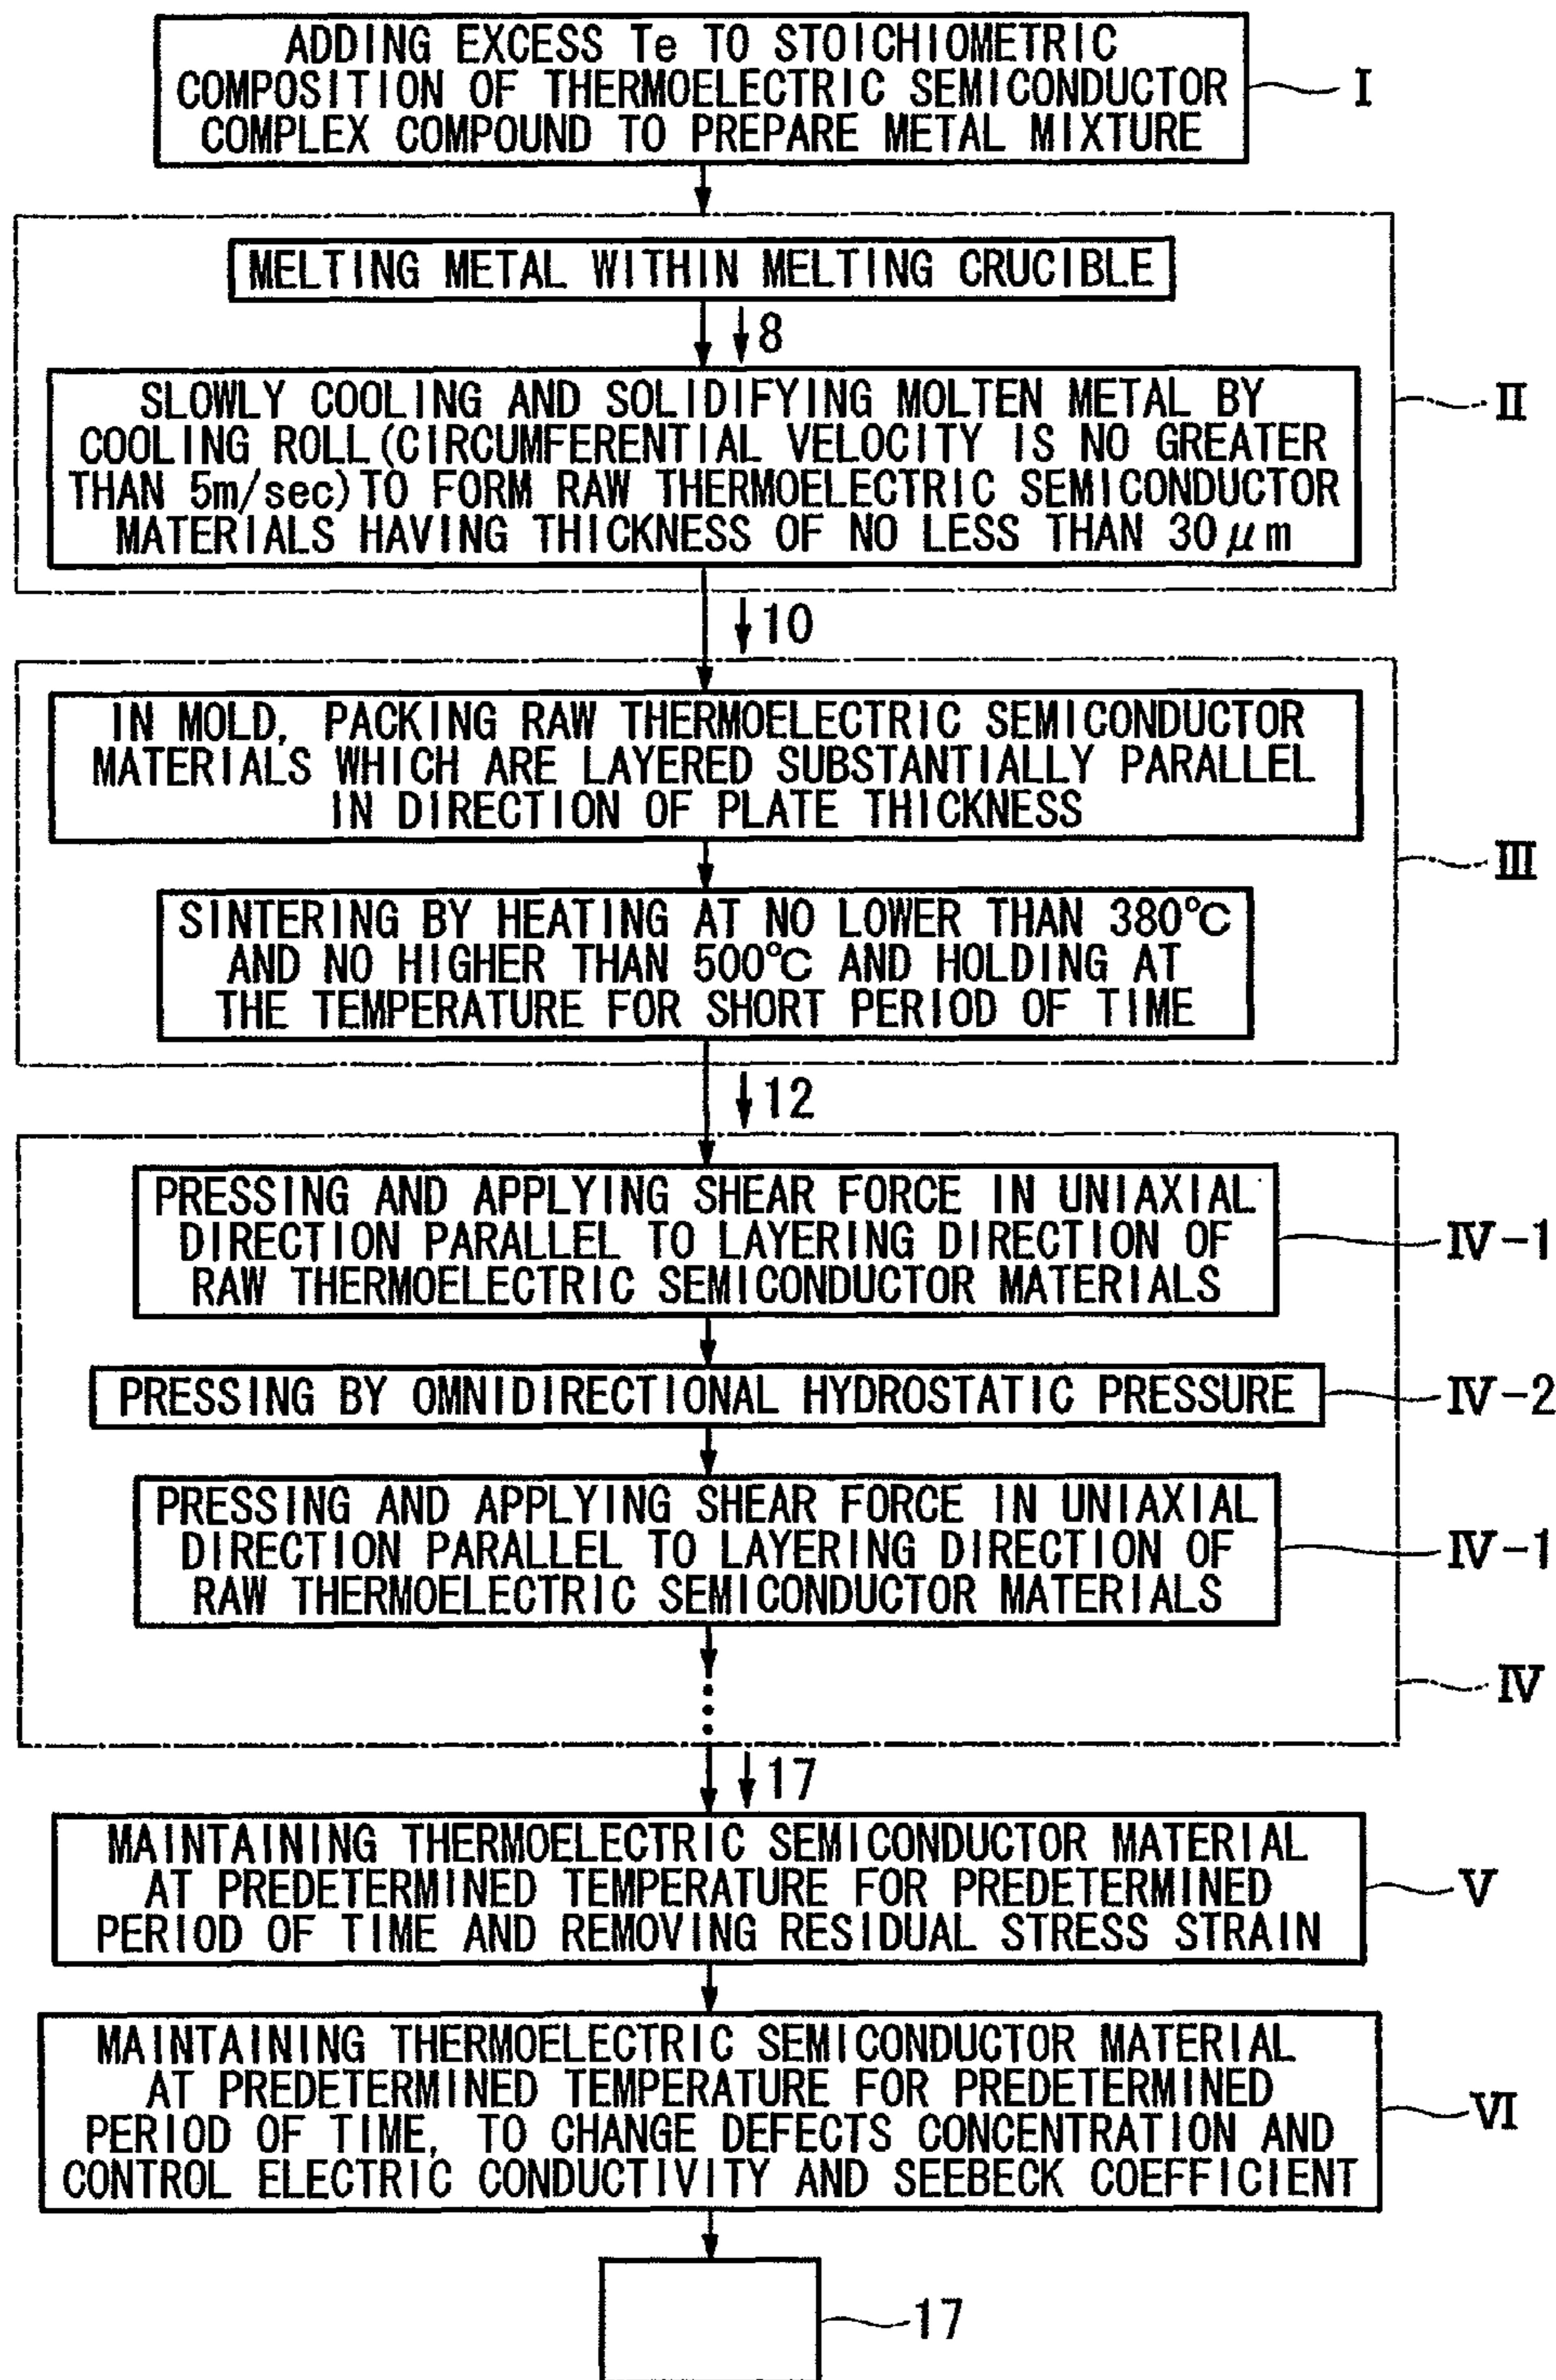 ADDING EXCESS Te TO STOICHIOMETRIC
COMPOSITION OF THERMOELECTRIC SEMICONDUCTOR
COMPLEX COMPOUND TO PREPARE METAL MIXTURE
I
MELTING METAL WITHIN MELTING CRUCIBLE
8
SLOWLY COOLING AND SOLIDIFYING MOLTEN METAL BY
COOLING ROLL (CIRCUMFERENTIAL VELOCITY IS NO GREATER
THAN 5m/sec) TO FORM RAW THERMOELECTRIC SEMICONDUCTOR
MATERIALS HAVING THICKNESS OF NO LESS THAN 30μm
II
10
IN MOLD, PACKING RAW THERMOELECTRIC SEMICONDUCTOR
MATERIALS WHICH ARE LAYERED SUBSTANTIALLY PARALLEL
IN DIRECTION OF PLATE THICKNESS
III
SINTERING BY HEATING AT NO LOWER THAN 380℃
AND NO HIGHER THAN 500℃ AND HOLDING AT
THE TEMPERATURE FOR SHORT PERIOD OF TIME
12
PRESSING AND APPLYING SHEAR FORCE IN UNIAXIAL
DIRECTION PARALLEL TO LAYERING DIRECTION OF
RAW THERMOELECTRIC SEMICONDUCTOR MATERIALS
IV-1
PRESSING BY OMNIDIRECTIONAL HYDROSTATIC PRESSURE
IV-2
PRESSING AND APPLYING SHEAR FORCE IN UNIAXIAL
DIRECTION PARALLEL TO LAYERING DIRECTION OF
RAW THERMOELECTRIC SEMICONDUCTOR MATERIALS
IV-1
IV
17
MAINTAINING THERMOELECTRIC SEMICONDUCTOR MATERIAL
AT PREDETERMINED TEMPERATURE FOR PREDETERMINED
PERIOD OF TIME AND REMOVING RESIDUAL STRESS STRAIN
V
MAINTAINING THERMOELECTRIC SEMICONDUCTOR MATERIAL
AT PREDETERMINED TEMPERATURE FOR PREDETERMINED
PERIOD OF TIME, TO CHANGE DEFECTS CONCENTRATION AND
CONTROL ELECTRIC CONDUCTIVITY AND SEEBECK COEFFICIENT
VI
17